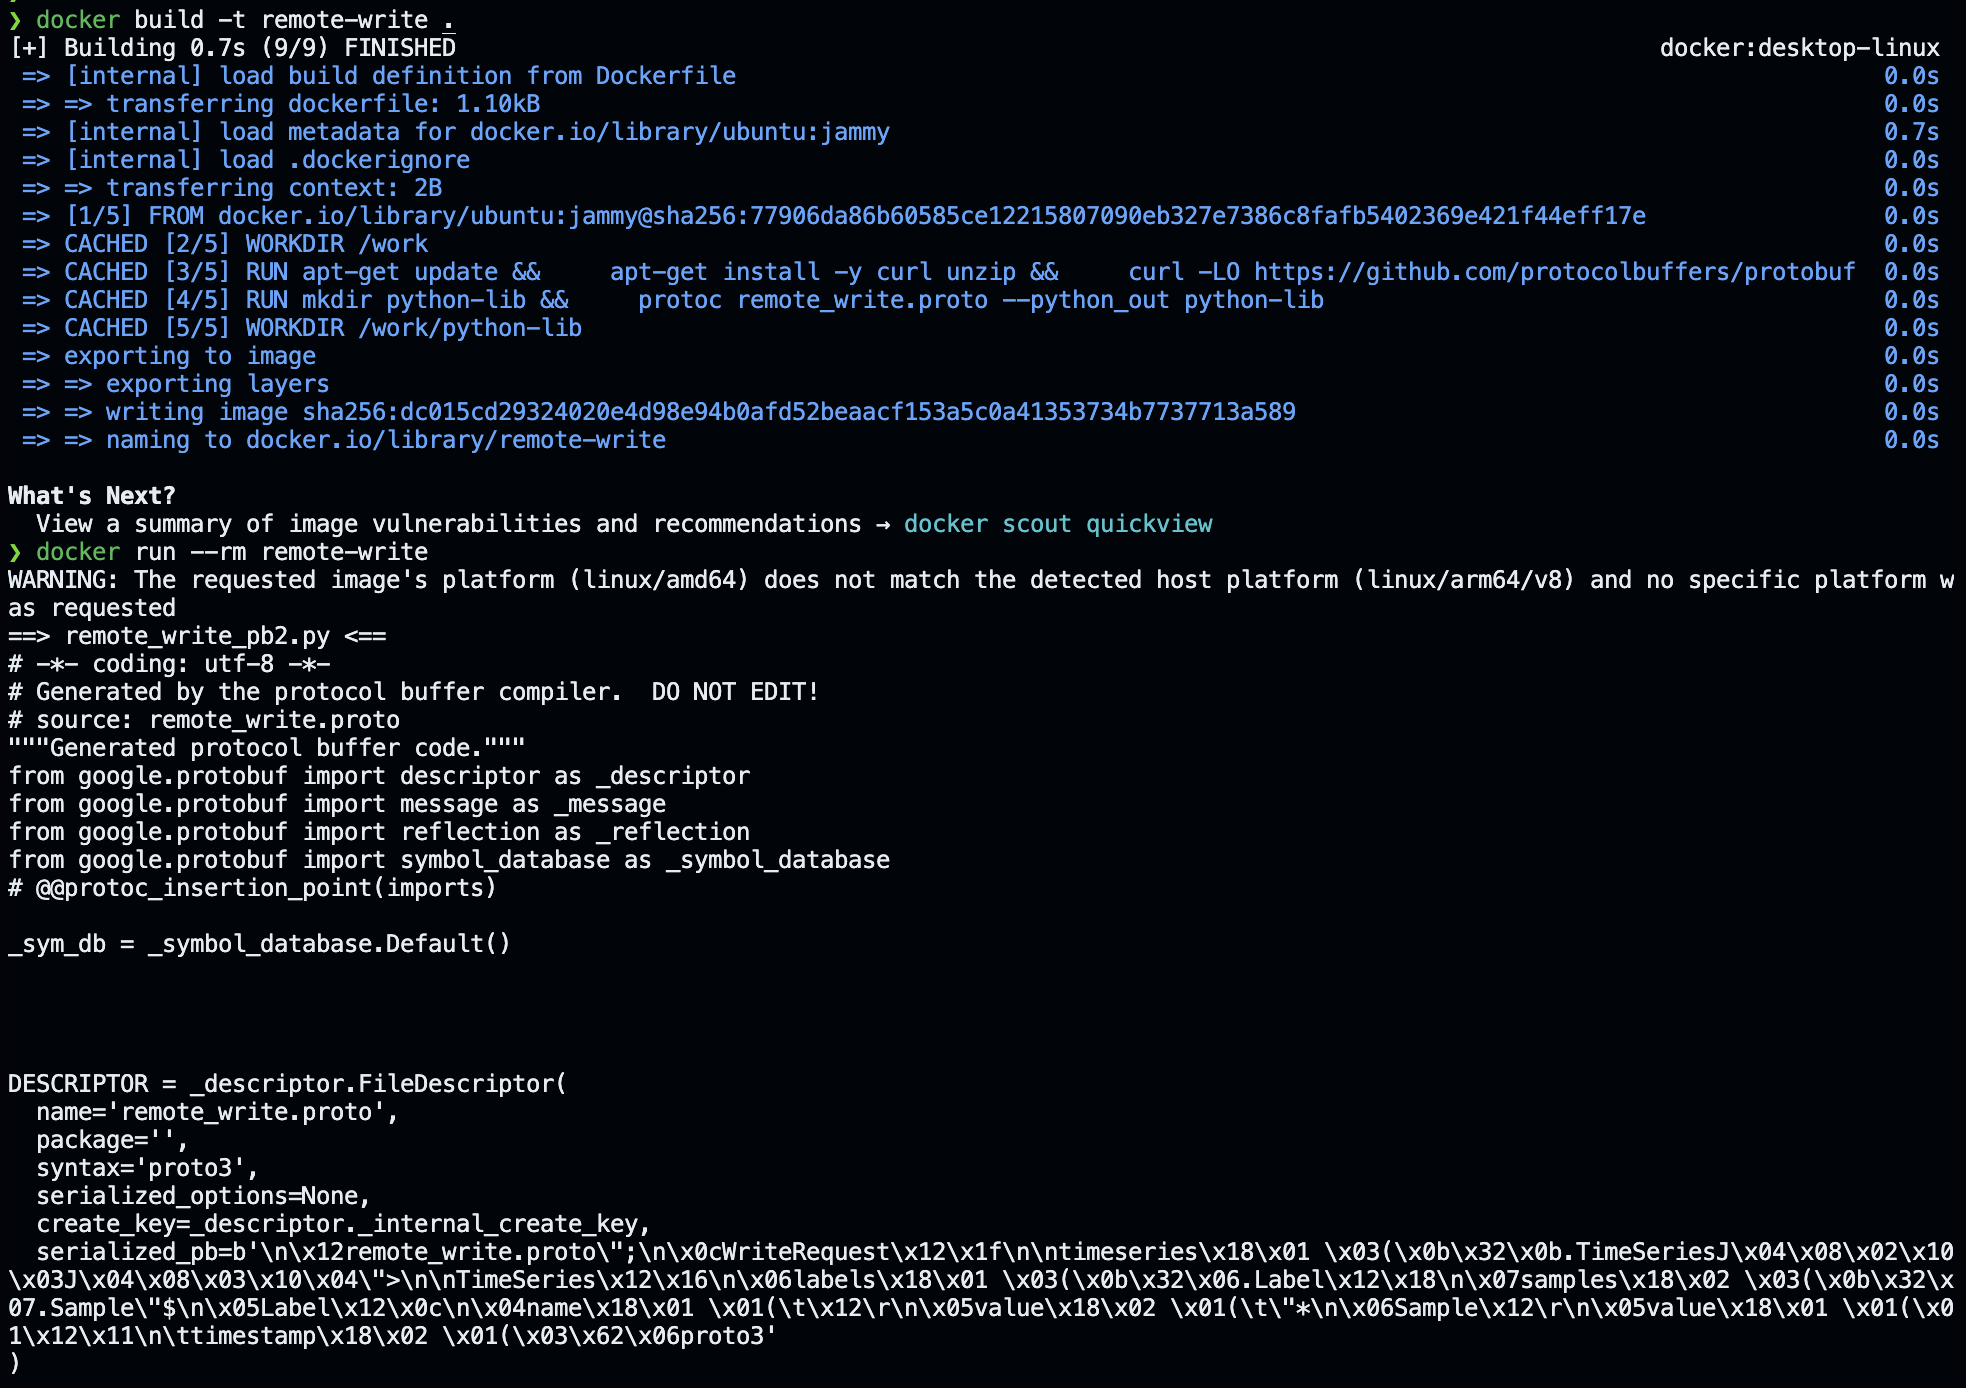 ❯ docker build -t remote-write .
[+] Building 0.7s (9/9) FINISHED                                                                                      docker:desktop-linux
 => [internal] load build definition from Dockerfile                                                                                  0.0s
 => => transferring dockerfile: 1.10kB                                                                                                0.0s
 => [internal] load metadata for docker.io/library/ubuntu:jammy                                                                       0.7s
 => [internal] load .dockerignore                                                                                                     0.0s
 => => transferring context: 2B                                                                                                       0.0s
 => [1/5] FROM docker.io/library/ubuntu:jammy@sha256:77906da86b60585ce12215807090eb327e7386c8fafb5402369e421f44eff17e                 0.0s
 => CACHED [2/5] WORKDIR /work                                                                                                        0.0s
 => CACHED [3/5] RUN apt-get update &&     apt-get install -y curl unzip &&     curl -LO https://github.com/protocolbuffers/protobuf  0.0s
 => CACHED [4/5] RUN mkdir python-lib &&     protoc remote_write.proto --python_out python-lib                                        0.0s
 => CACHED [5/5] WORKDIR /work/python-lib                                                                                             0.0s
 => exporting to image                                                                                                                0.0s
 => => exporting layers                                                                                                               0.0s
 => => writing image sha256:dc015cd29324020e4d98e94b0afd52beaacf153a5c0a41353734b7737713a589                                          0.0s
 => => naming to docker.io/library/remote-write                                                                                       0.0s

What's Next?
  View a summary of image vulnerabilities and recommendations → docker scout quickview
❯ docker run --rm remote-write
WARNING: The requested image's platform (linux/amd64) does not match the detected host platform (linux/arm64/v8) and no specific platform w
as requested
==> remote_write_pb2.py <==
# -*- coding: utf-8 -*-
# Generated by the protocol buffer compiler.  DO NOT EDIT!
# source: remote_write.proto
"""Generated protocol buffer code."""
from google.protobuf import descriptor as _descriptor
from google.protobuf import message as _message
from google.protobuf import reflection as _reflection
from google.protobuf import symbol_database as _symbol_database
# @@protoc_insertion_point(imports)

_sym_db = _symbol_database.Default()

DESCRIPTOR = _descriptor.FileDescriptor(
  name='remote_write.proto',
  package='',
  syntax='proto3',
  serialized_options=None,
  create_key=_descriptor._internal_create_key,
  serialized_pb=b'\n\x12remote_write.proto\";\n\x0cWriteRequest\x12\x1f\n\ntimeseries\x18\x01 \x03(\x0b\x32\x0b.TimeSeriesJ\x04\x08\x02\x10
\x03J\x04\x08\x03\x10\x04\">\n\nTimeSeries\x12\x16\n\x06labels\x18\x01 \x03(\x0b\x32\x06.Label\x12\x18\n\x07samples\x18\x02 \x03(\x0b\x32\x
07.Sample\"$\n\x05Label\x12\x0c\n\x04name\x18\x01 \x01(\t\x12\r\n\x05value\x18\x02 \x01(\t\"*\n\x06Sample\x12\r\n\x05value\x18\x01 \x01(\x0
1\x12\x11\n\ttimestamp\x18\x02 \x01(\x03\x62\x06proto3'
)